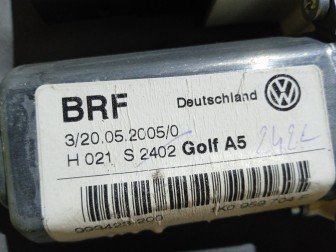 BRF Deutschland
3/20.05.2005/0
H 021 S 2402 Golf A5